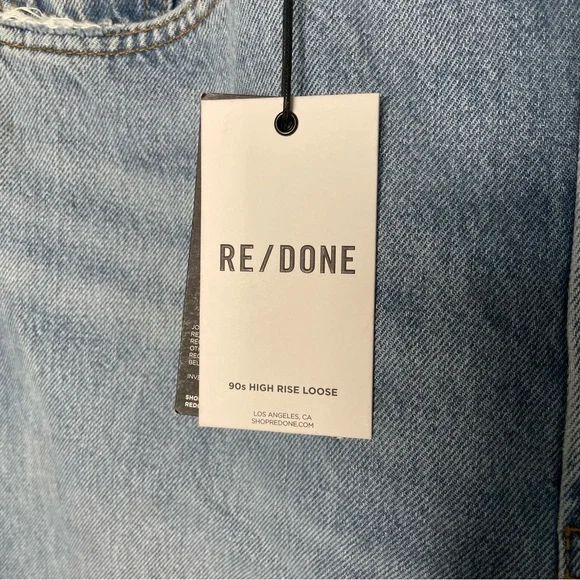 RE/DONE
90s HIGH RISE LOOSE
LOS ANGELES, CA
SHOPREDONE.COM